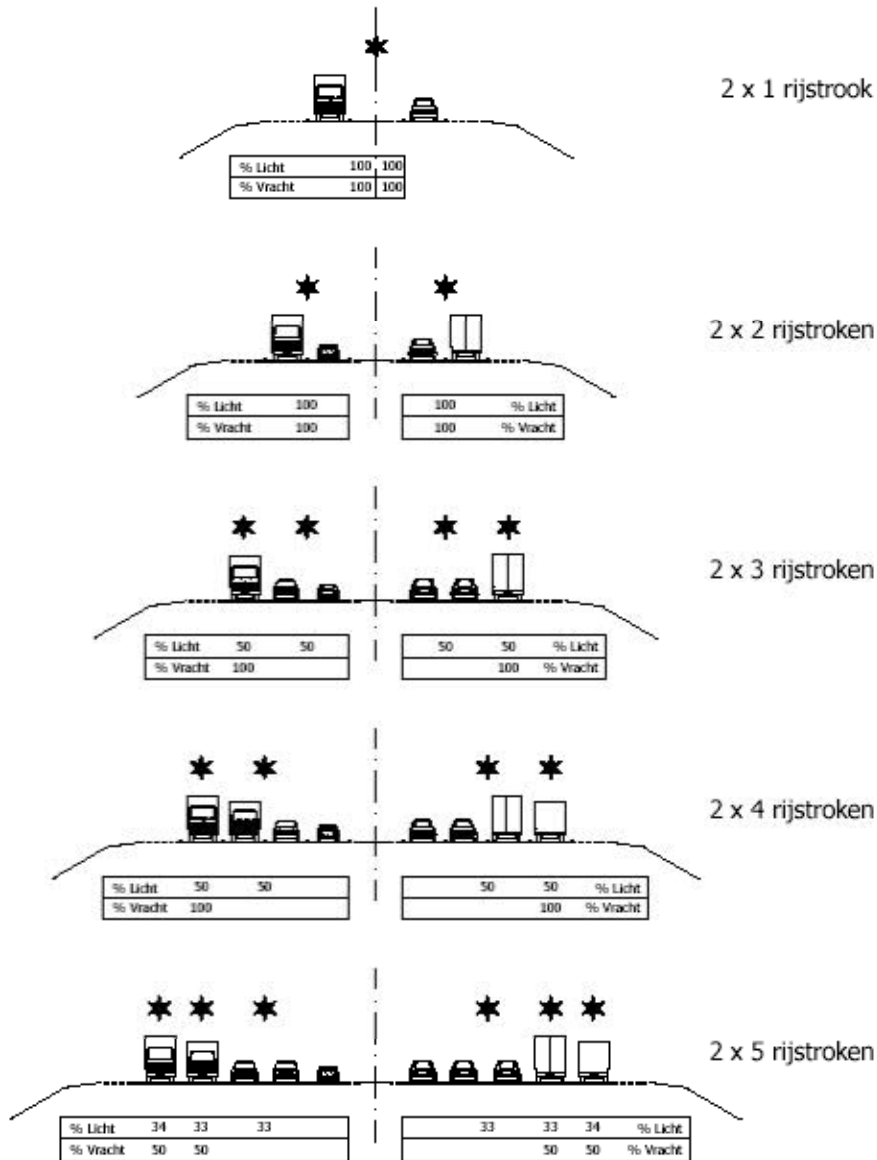 2 x 1 rijstrook
% Licht 100 100
% Vracht 100 100
2 x 2 rijstroken
% Licht 100 100 % Licht
% Vracht 100 100 % Vracht
2 x 3 rijstroken
% Licht 50 50 50 50 % Licht
% Vracht 100 100 % Vracht
2 x 4 rijstroken
% Licht 50 50 50 50 % Licht
% Vracht 100 100 % Vracht
2 x 5 rijstroken
% Licht 34 33 33 33 33 34 % Licht
% Vracht 50 50 50 50 % Vracht